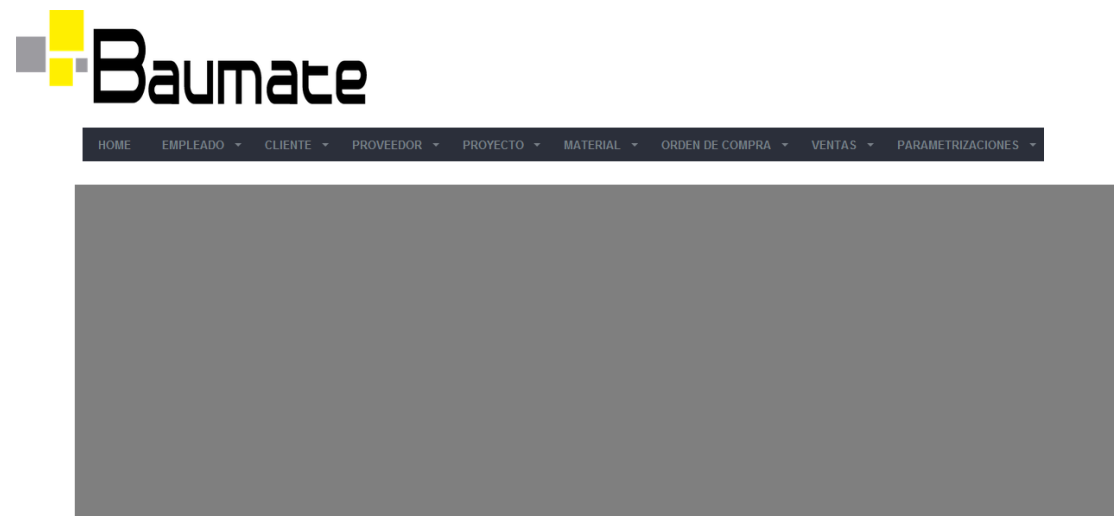 Baumate
HOME EMPLEADO CLIENTE PROVEEDOR PROYECTO MATERIAL ORDEN DE COMPRA VENTAS PARAMETRIZACIONES